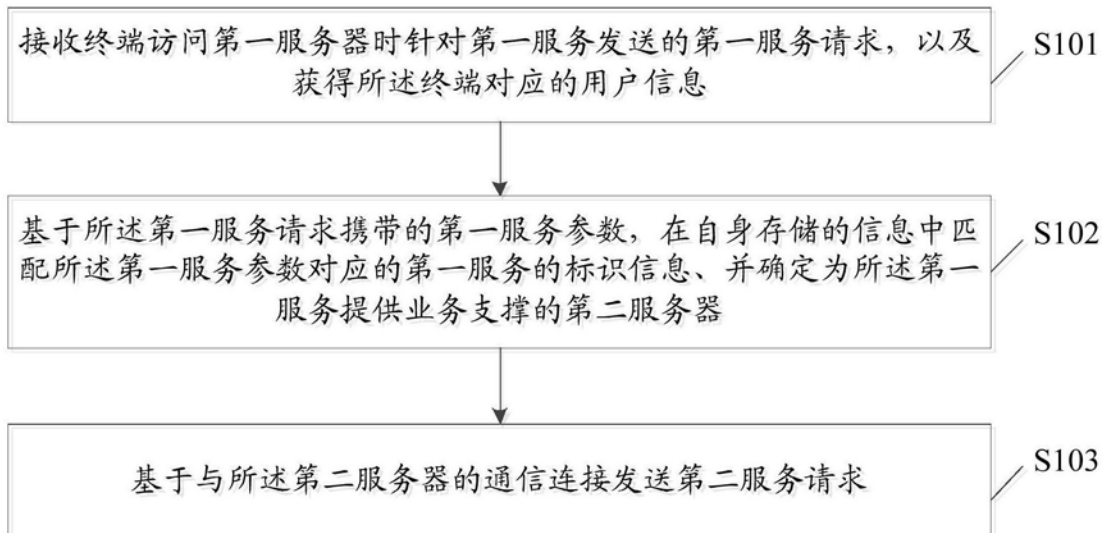 接收终端访问第一服务器时针对第一服务发送的第一服务请求，以及
获得所述终端对应的用户信息
S101
基于所述第一服务请求携带的第一服务参数，在自身存储的信息中匹
配所述第一服务参数对应的第一服务的标识信息、并确定为所述第一
服务提供业务支撑的第二服务器
S102
基于与所述第二服务器的通信连接发送第二服务请求
S103